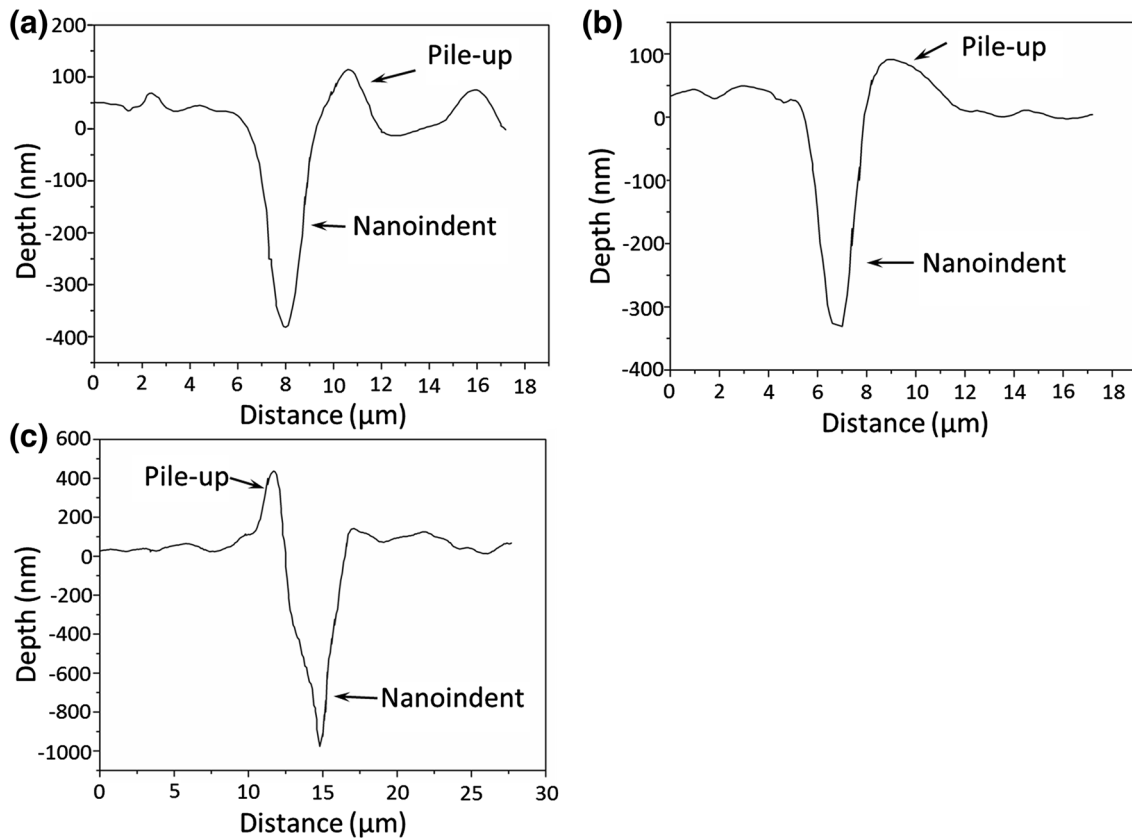 (a)
200
100
0
-100
-200
-300
-400
Depth (nm)
Pile-up
Nanoindent
0 2 4 6 8 10 12 14 16 18
Distance (μm)
(b)
100
0
-100
-200
-300
-400
Depth (nm)
Pile-up
Nanoindent
0 2 4 6 8 10 12 14 16 18
Distance (μm)
(c)
600
400
200
0
-200
-400
-600
-800
-1000
Depth (nm)
Pile-up
Nanoindent
0 5 10 15 20 25 30
Distance (μm)